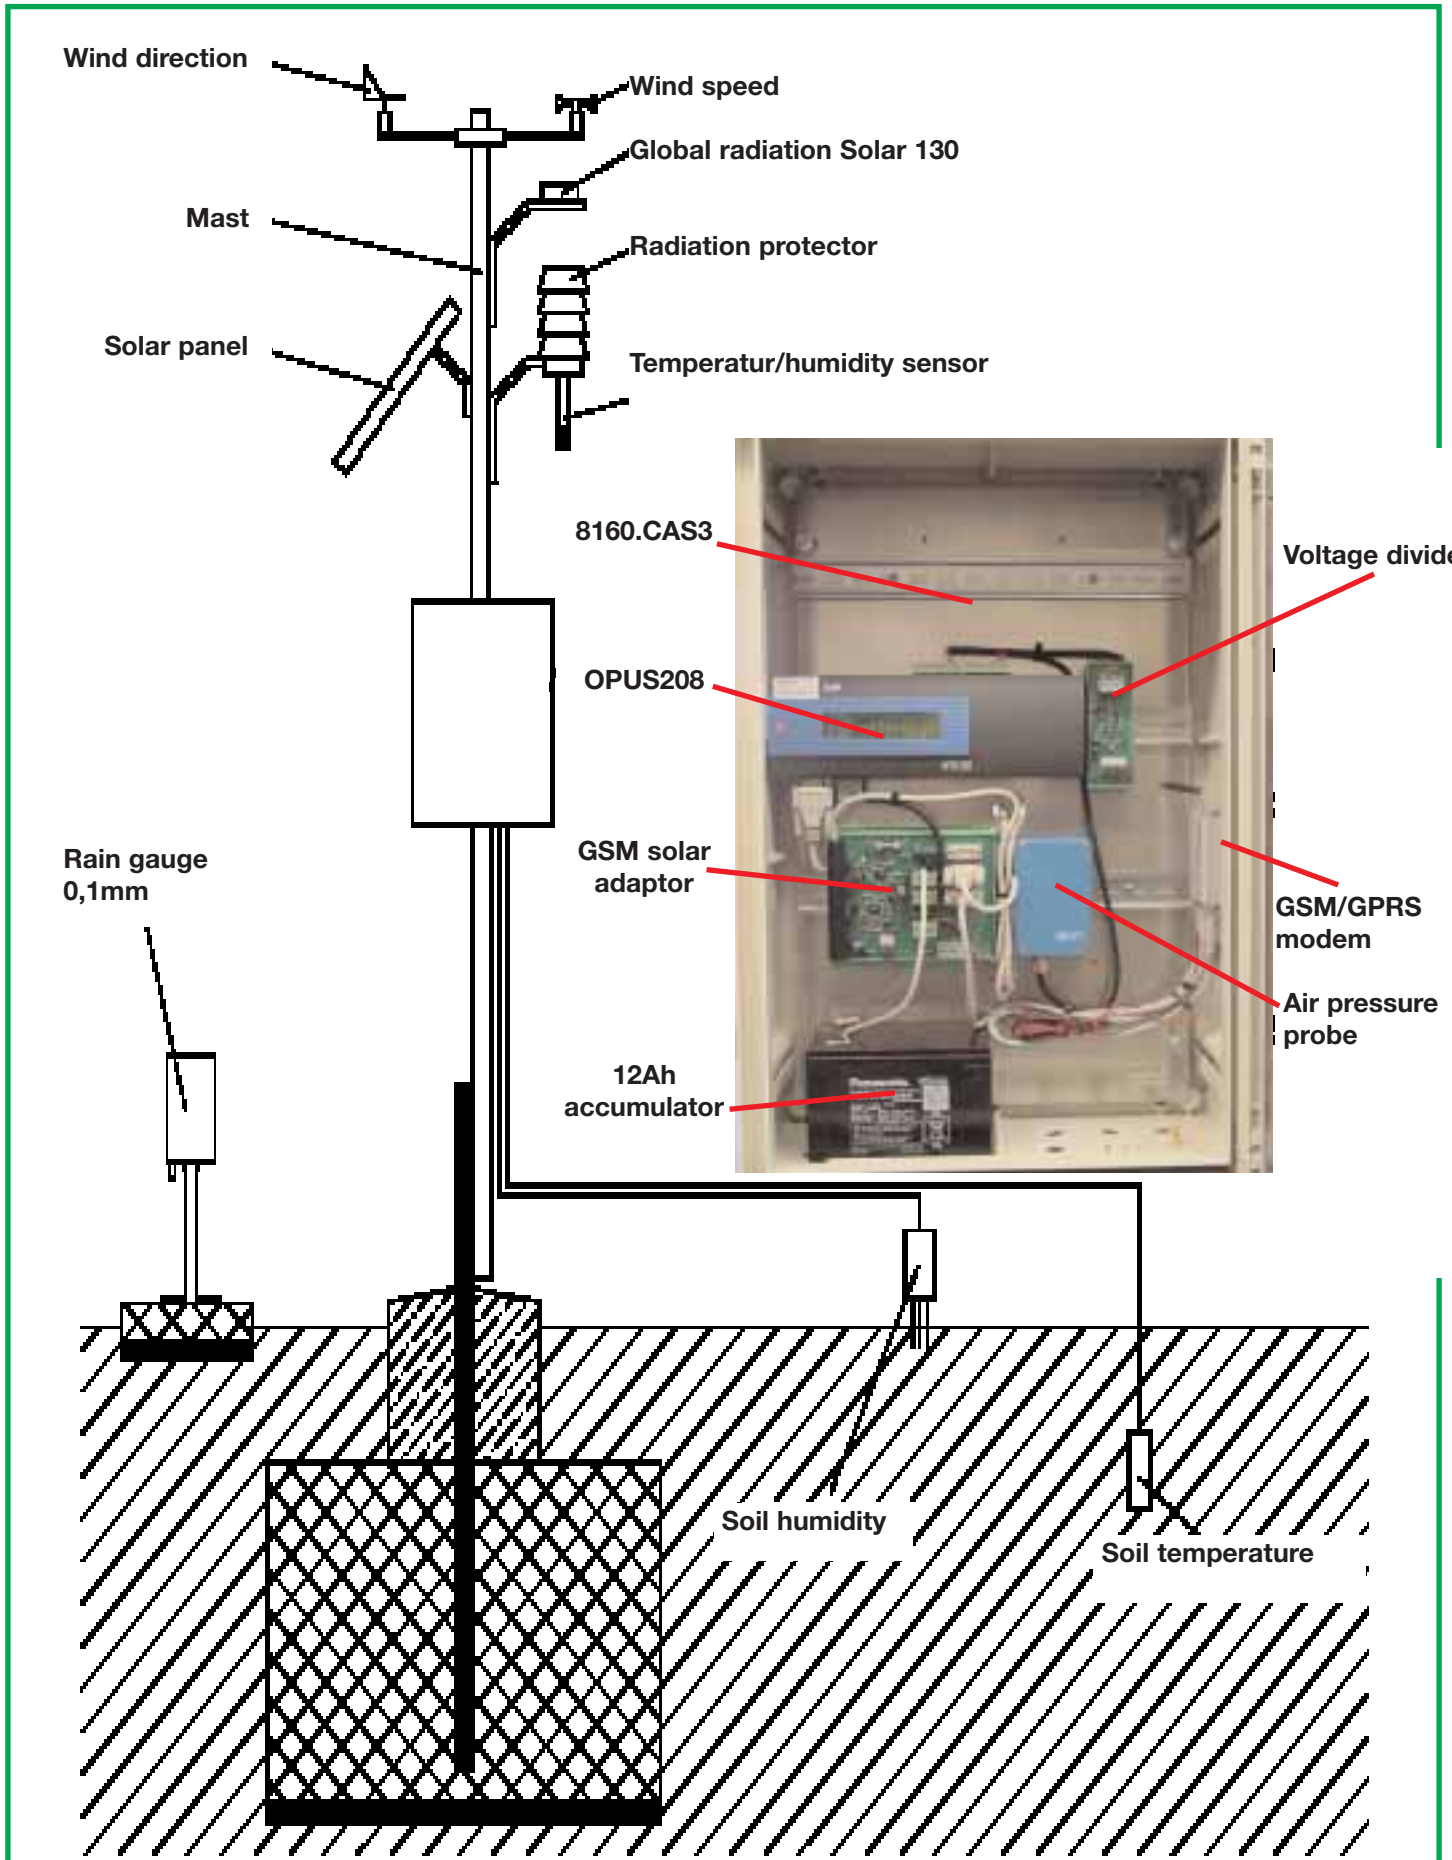 Wind direction
Wind speed
Global radiation Solar 130
Mast
Radiation protector
Solar panel
Temperatur/humidity sensor
8160.CAS3
Voltage divide
OPUS208
GSM solar
adaptor
Rain gauge
0,1mm
GSM/GPRS
modem
Air pressure
probe
12Ah
accumulator
Soil humidity
Soil temperature